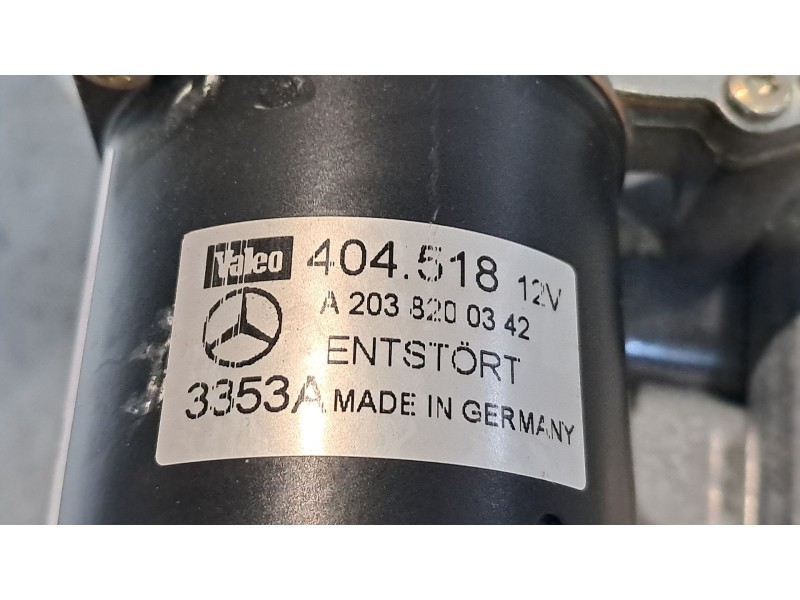 Valeo 404.518 12V
A 203 820 03 42
ENTSTÖRT
3353A MADE IN GERMANY